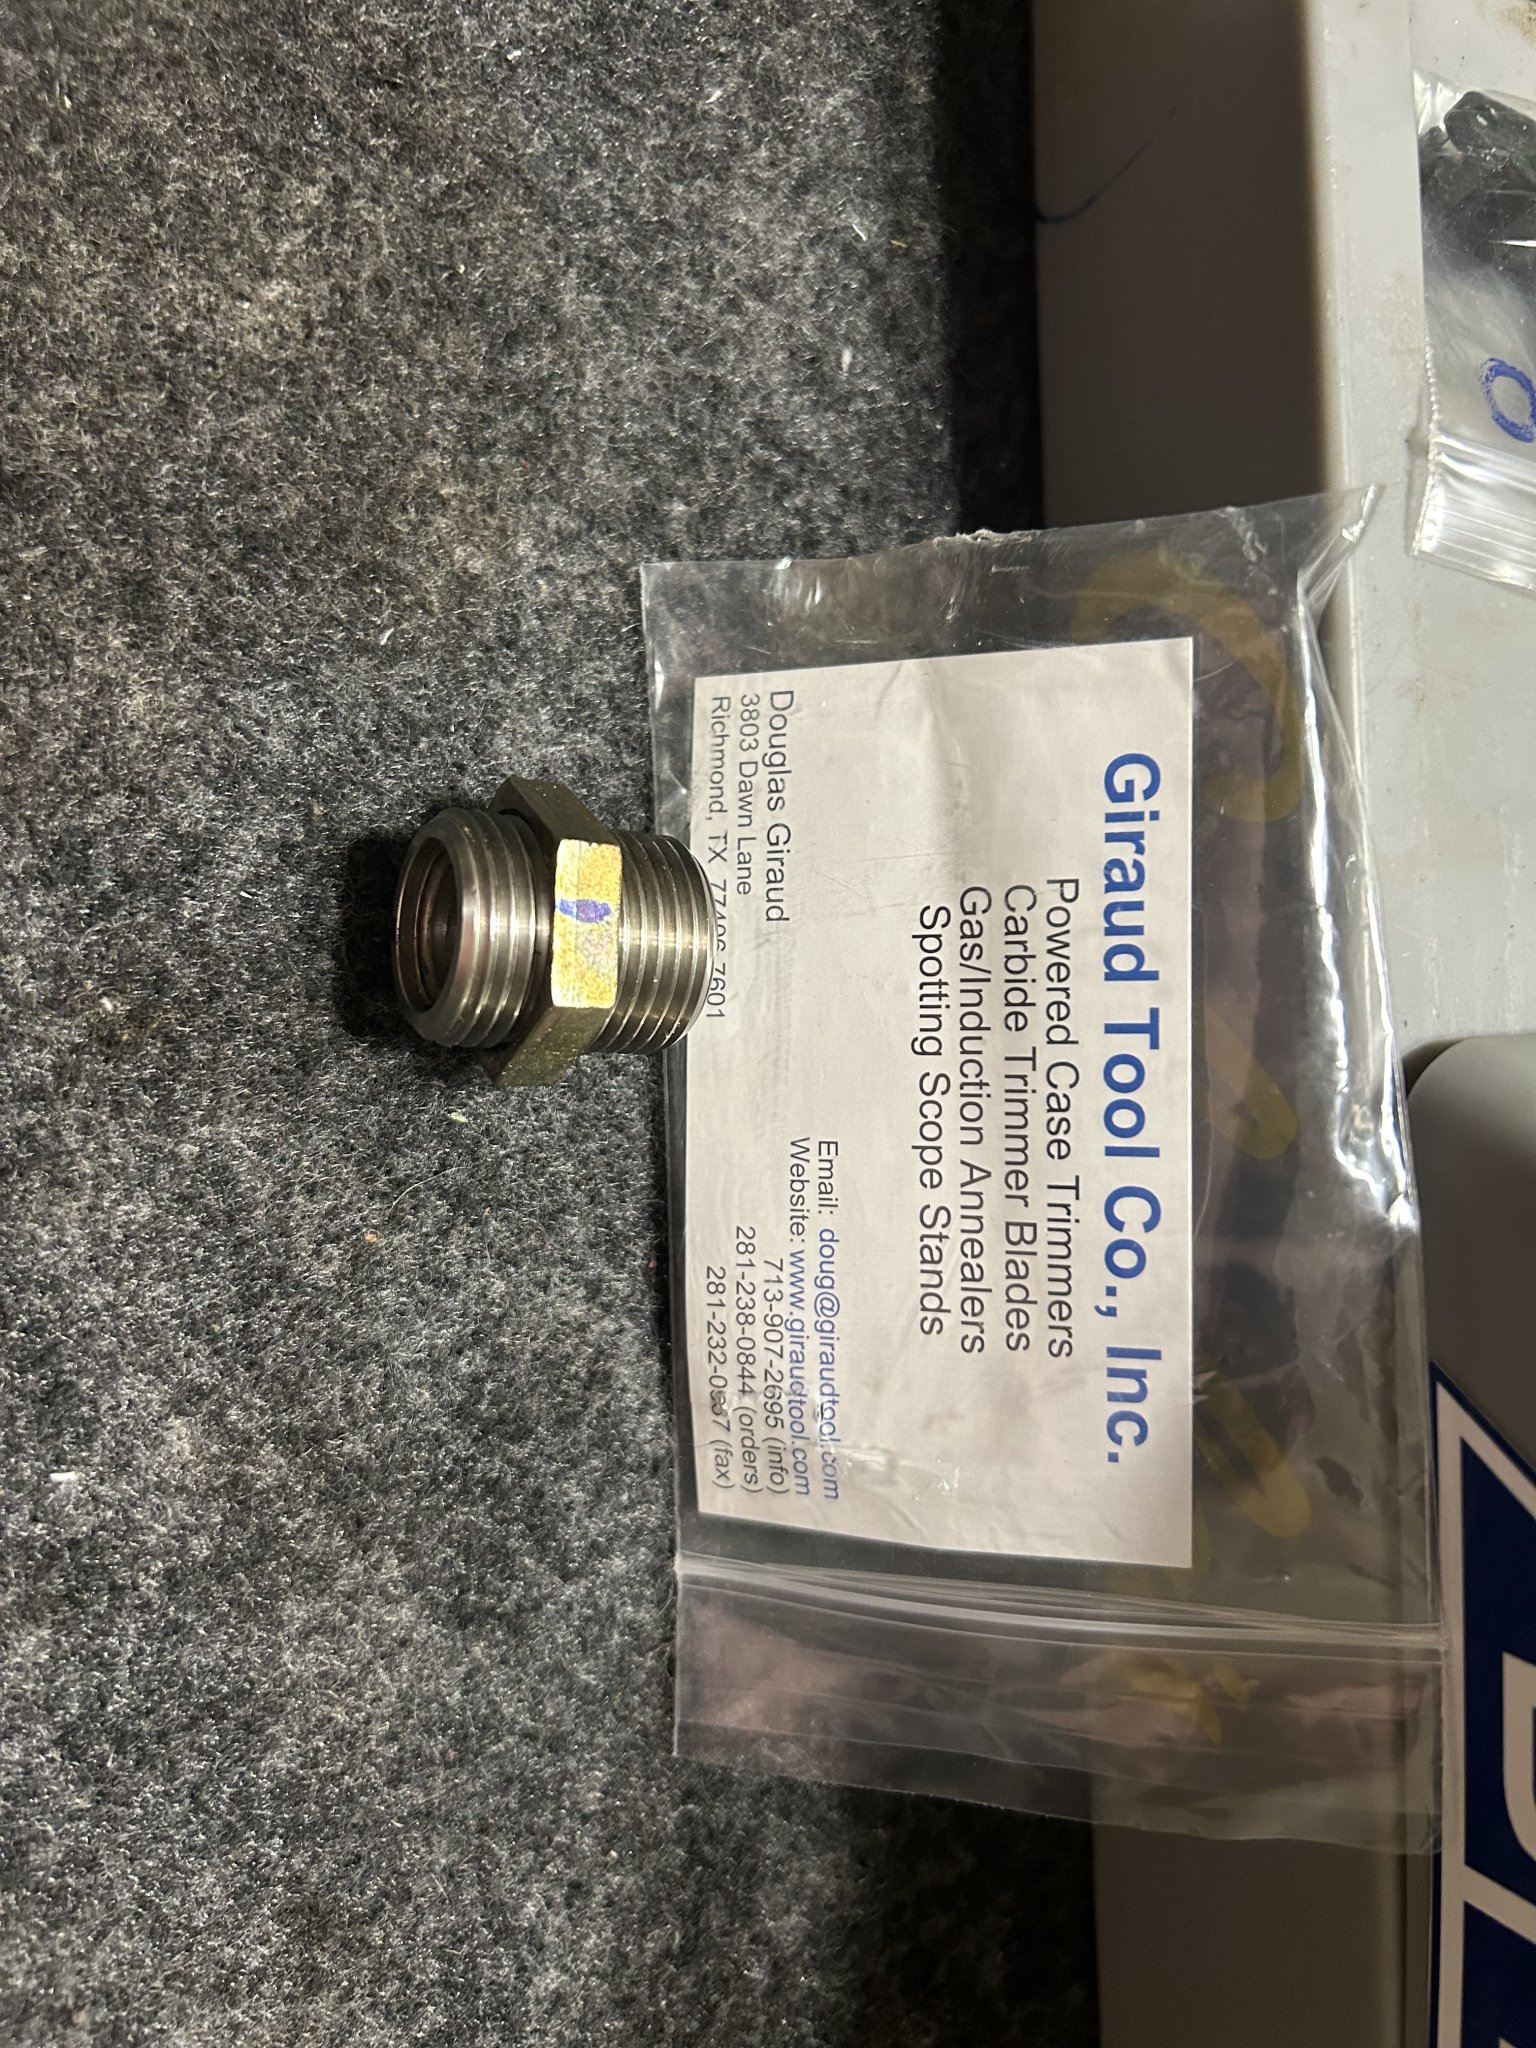 Giraud Tool Co., Inc.
Powered Case Trimmers
Carbide Trimmer Blades
Gas/Induction Annealers
Spotting Scope Stands
Douglas Giraud
3803 Dawn Lane
Richmond, TX 77406-7601
Email: doug@giraudtool.com
Website: www.giraudtool.com
713-907-2695 (info)
281-238-0844 (orders)
(fax)